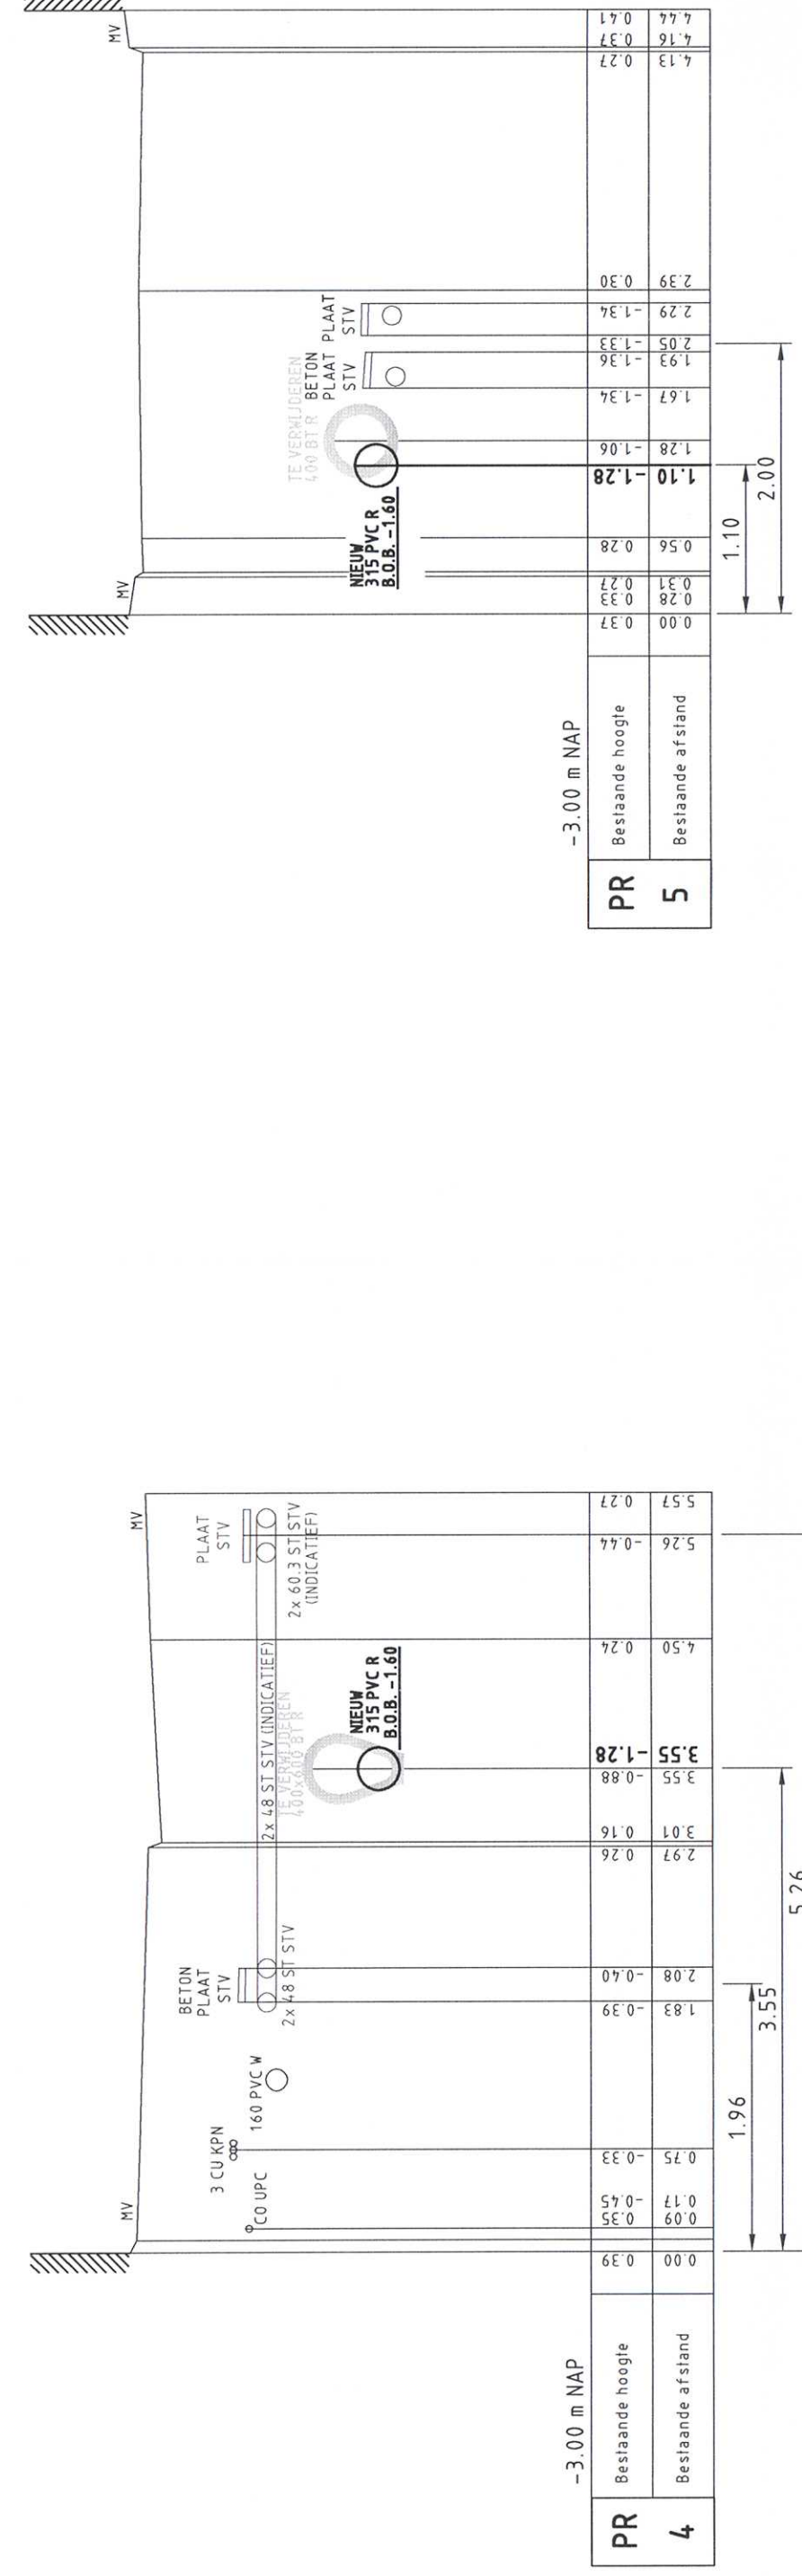 MV
MV
TE VERWIJDEREN
400 BT R
BETON
PLAAT
STV
PLAAT
STV
NIEUW
315 PVC R
B.O.B. -1.60
-3.00 m NAP
PR
5
Bestaande hoogte
0.37
0.33
0.27
0.28
-1.28
-1.06
-1.34
-1.36
-1.33
-1.34
0.30
0.27
0.37
0.41
Bestaande afstand
0.00
0.28
0.31
0.56
1.10
1.28
1.67
1.93
2.05
2.29
2.39
4.13
4.16
4.44
1.10
2.00
MV
MV
CO UPC
3 CU KPN
160 PVC W
BETON
PLAAT
STV
2x 48 ST STV
2x 48 ST STV (INDICATIEF)
TE VERWIJDEREN
400x600 BT R
NIEUW
315 PVC R
B.O.B. -1.60
PLAAT
STV
2x 60.3 ST STV
(INDICATIEF)
-3.00 m NAP
PR
4
Bestaande hoogte
0.39
0.35
-0.45
-0.33
-0.39
-0.40
0.26
0.16
-0.88
-1.28
0.24
-0.44
0.27
Bestaande afstand
0.00
0.09
0.17
0.75
1.83
2.08
2.97
3.01
3.55
3.55
4.50
5.26
5.57
1.96
3.55
5.26